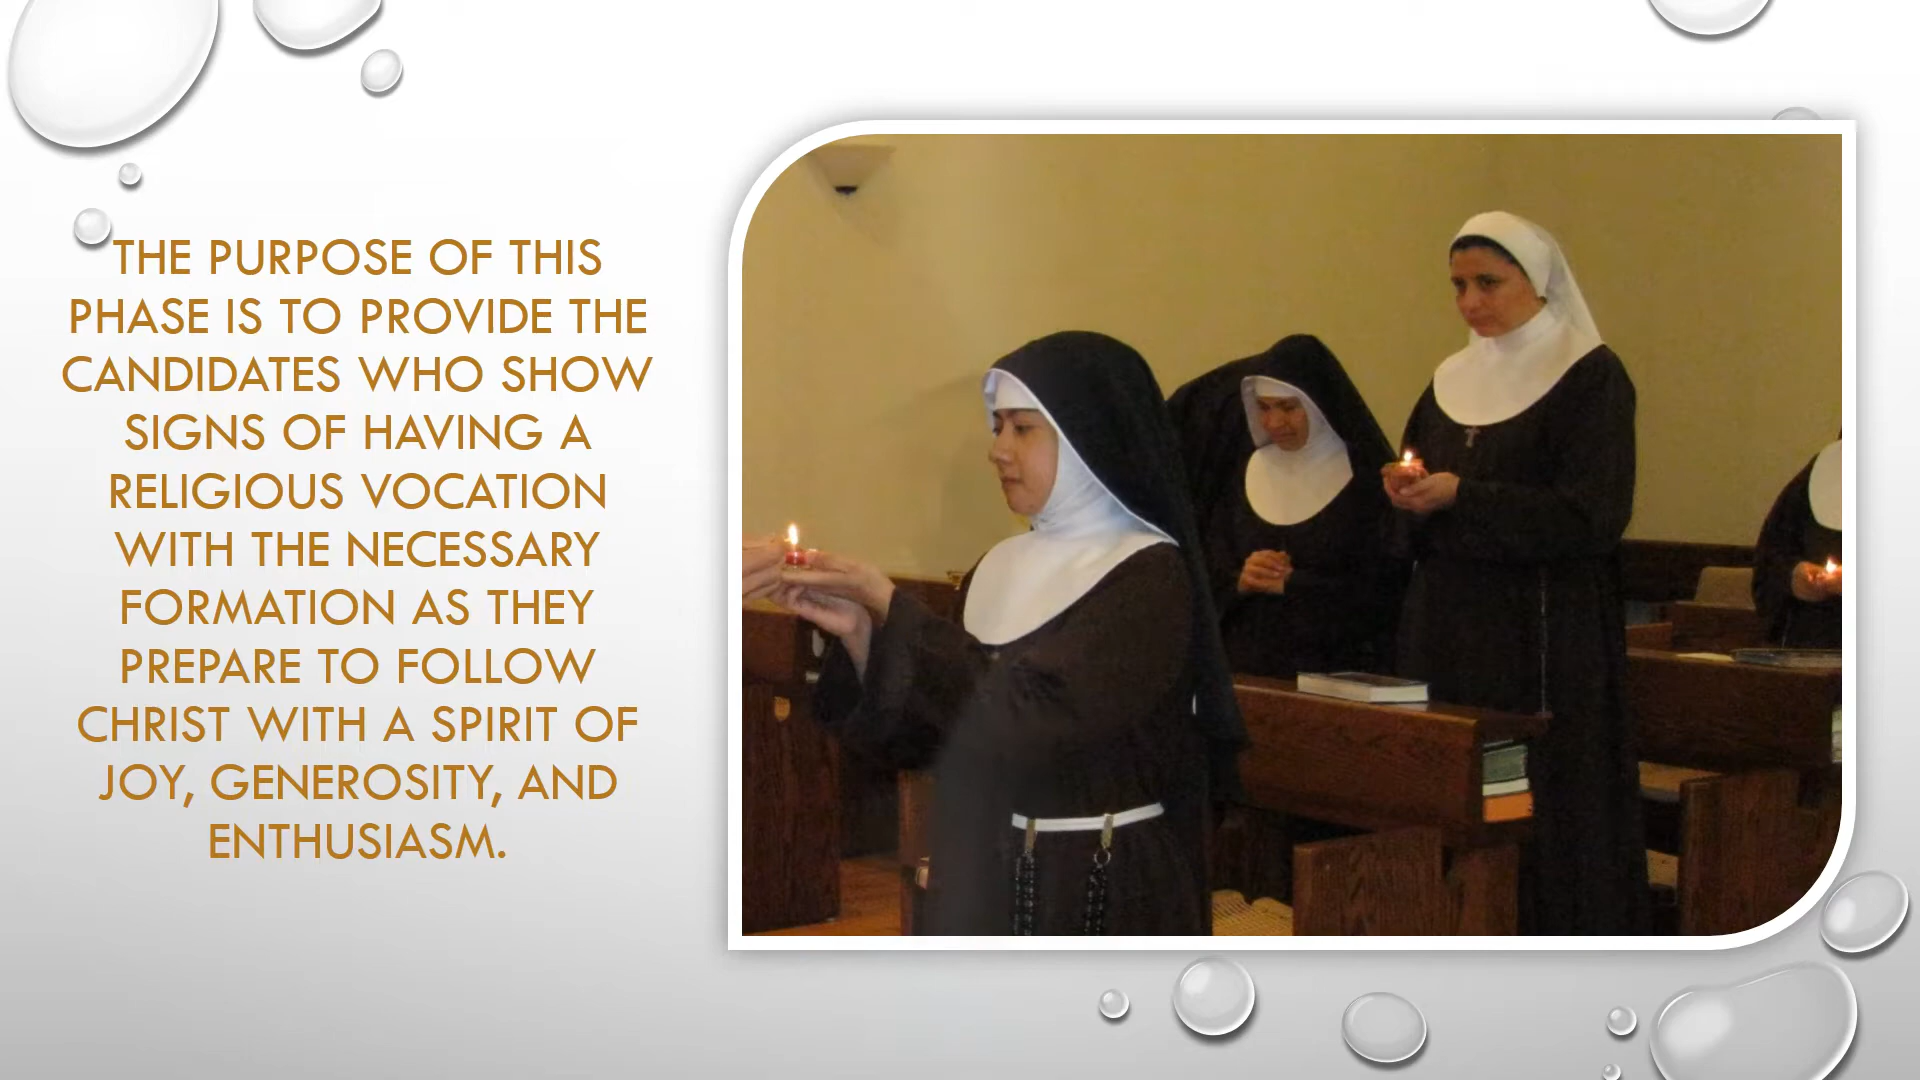 THE PURPOSE OF THIS
PHASE IS TO PROVIDE THE
CANDIDATES WHO SHOW
SIGNS OF HAVING A
RELIGIOUS VOCATION
WITH THE NECESSARY
FORMATION AS THEY
PREPARE TO FOLLOW
CHRIST WITH A SPIRIT OF
JOY, GENEROSITY, AND
ENTHUSIASM.